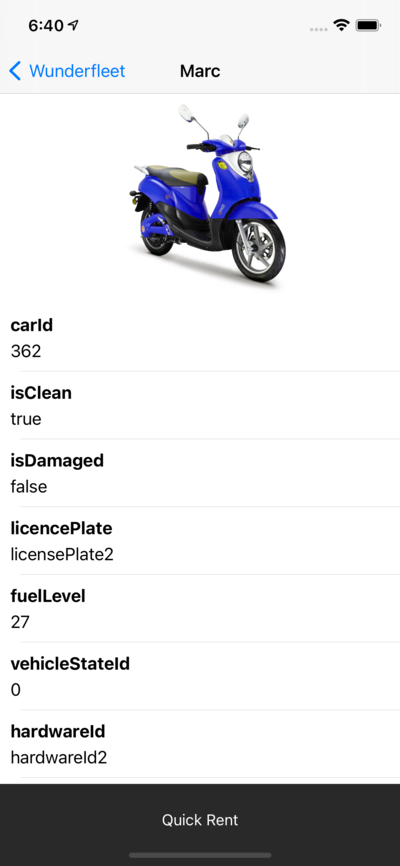 6:40
Wunderfleet
Marc
carId
362
isClean
true
isDamaged
false
licencePlate
licensePlate2
fuelLevel
27
vehicleStateId
0
hardwareId
hardwareId2
Quick Rent